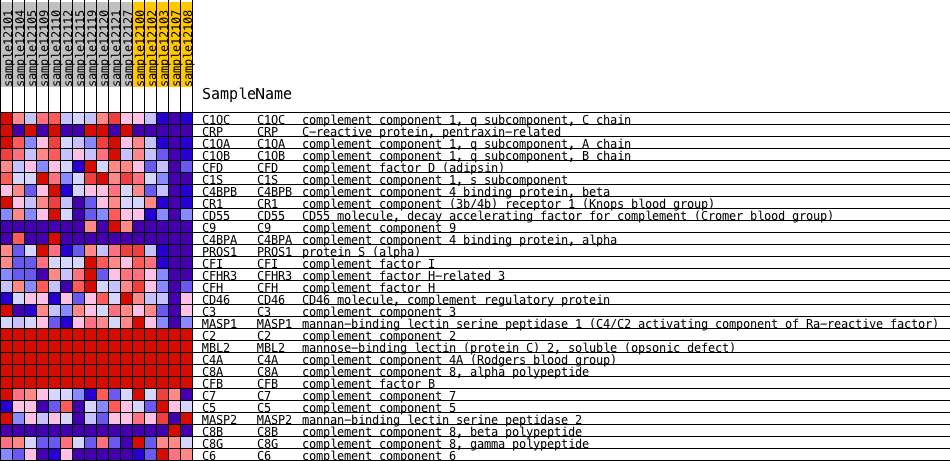 sample12101
sample12104
sample12105
sample12109
sample12110
sample12112
sample12115
sample12119
sample12120
sample12121
sample12127
sample12100
sample12102
sample12103
sample12107
sample12108
SampleName
C1QC C1QC complement component 1, q subcomponent, C chain
CRP CRP C-reactive protein, pentraxin-related
C1QA C1QA complement component 1, q subcomponent, A chain
C1QB C1QB complement component 1, q subcomponent, B chain
CFD CFD complement factor D (adipsin)
C1S C1S complement component 1, s subcomponent
C4BPB C4BPB complement component 4 binding protein, beta
CR1 CR1 complement component (3b/4b) receptor 1 (Knops blood group)
CD55 CD55 CD55 molecule, decay accelerating factor for complement (Cromer blood group)
C9 C9 complement component 9
C4BPA C4BPA complement component 4 binding protein, alpha
PROS1 PROS1 protein S (alpha)
CFI CFI complement factor I
CFHR3 CFHR3 complement factor H-related 3
CFH CFH complement factor H
CD46 CD46 CD46 molecule, complement regulatory protein
C3 C3 complement component 3
MASP1 MASP1 mannan-binding lectin serine peptidase 1 (C4/C2 activating component of Ra-reactive factor)
C2 C2 complement component 2
MBL2 MBL2 mannose-binding lectin (protein C) 2, soluble (opsonic defect)
C4A C4A complement component 4A (Rodgers blood group)
C8A C8A complement component 8, alpha polypeptide
CFB CFB complement factor B
C7 C7 complement component 7
C5 C5 complement component 5
MASP2 MASP2 mannan-binding lectin serine peptidase 2
C8B C8B complement component 8, beta polypeptide
C8G C8G complement component 8, gamma polypeptide
C6 C6 complement component 6